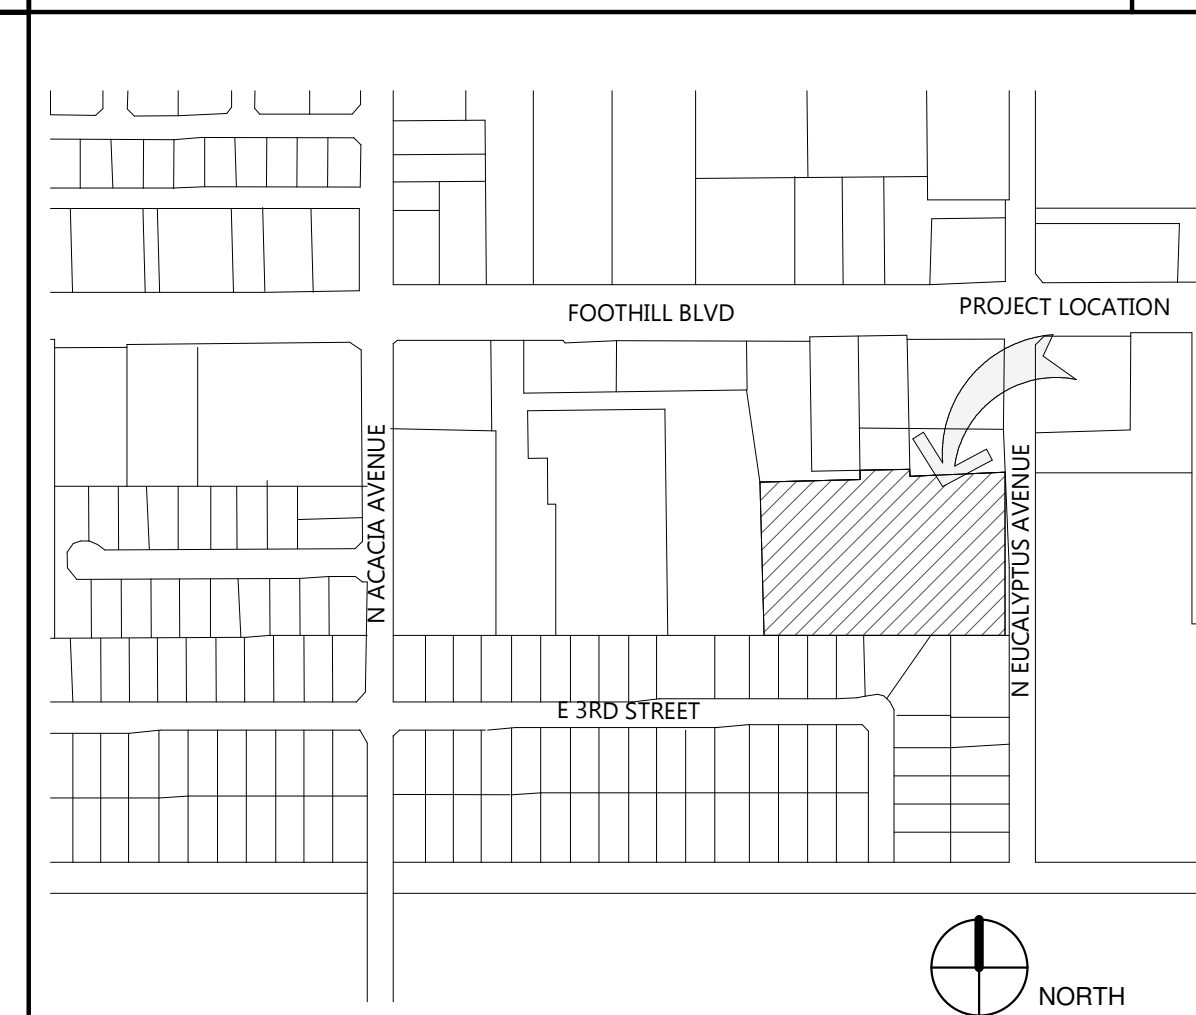 FOOTHILL BLVD
PROJECT LOCATION
N ACACIA AVENUE
N EUCALYPTUS AVENUE
E 3RD STREET
NORTH